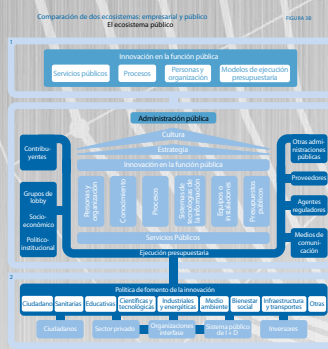 Comparación de dos ecosistemas: empresarial y público
El ecosistema público
FIGURA 3B
1
Innovación en la función pública
Servicios públicos
Procesos
Personas y
organización
Modelos de ejecución
presupuestaria
Administración pública
Cultura
Estrategia
Innovación en la función pública
Personas y
organización
Conocimiento
Procesos
Sistemas de
tecnologías de
la información
Equipos e
instalaciones
Presupuestos
públicos
Servicios Públicos
Ejecución presupuestaria
Contribu-
yentes
Grupos de
lobby
Socio-
económico
Político-
institucional
Otras admi-
nistraciones
públicas
Proveedores
Agentes
reguladores
Medios de
comuni-
cación
2
Política de fomento de la innovación
Ciudadano
Sanitarias
Educativas
Científicas y
tecnológicas
Industriales
y energéticas
Medio
ambiente
Bienestar
social
Infrastructura
y transportes
Otras
Ciudadanos
Sector privado
Organizaciones
interfase
Sistema público
de I + D
Inversores